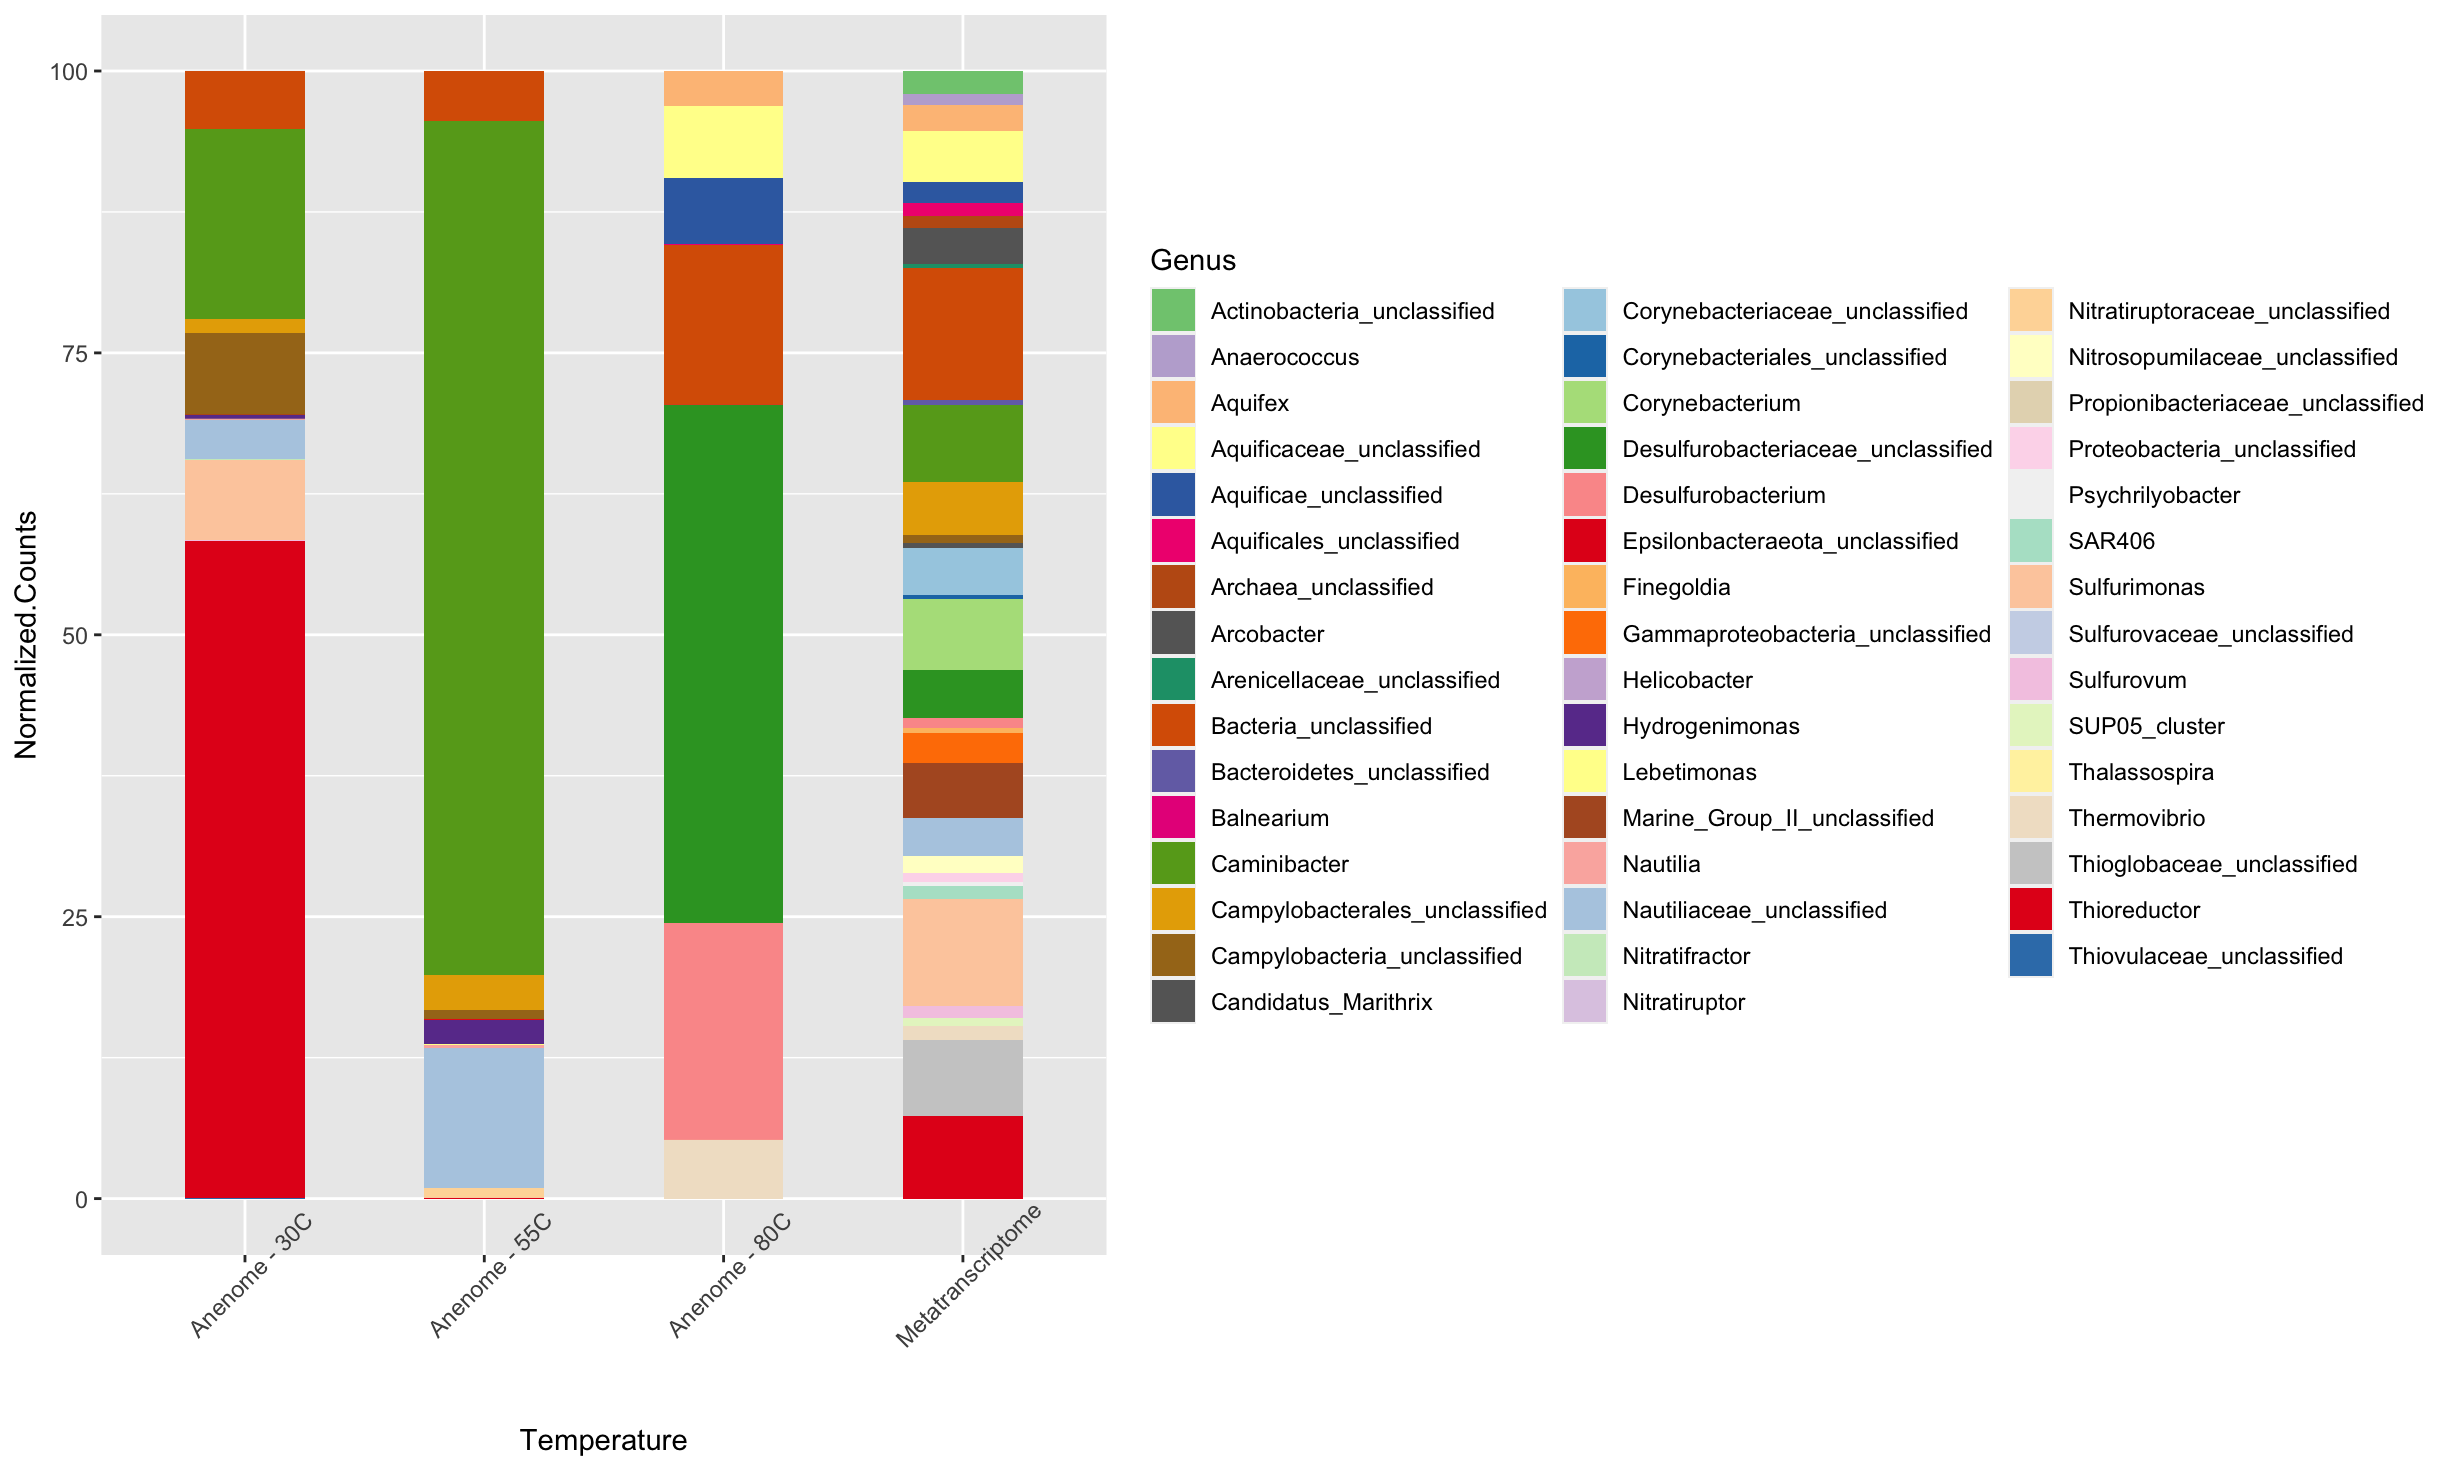 100
75
50
25
0
Normalized.Counts
Anenome - 30C
Anenome - 55C
Anenome - 80C
Metatranscriptome
Temperature
Genus
Actinobacteria_unclassified
Anaerococcus
Aquifex
Aquificaceae_unclassified
Aquificae_unclassified
Aquificales_unclassified
Archaea_unclassified
Arcobacter
Arenicellaceae_unclassified
Bacteria_unclassified
Bacteroidetes_unclassified
Balnearium
Caminibacter
Campylobacterales_unclassified
Campylobacteria_unclassified
Candidatus_Marithrix
Corynebacteriaceae_unclassified
Corynebacteriales_unclassified
Corynebacterium
Desulfurobacteriaceae_unclassified
Desulfurobacterium
Epsilonbacteraeota_unclassified
Finegoldia
Gammaproteobacteria_unclassified
Helicobacter
Hydrogenimonas
Lebetimonas
Marine_Group_II_unclassified
Nautilia
Nautiliaceae_unclassified
Nitratifractor
Nitratiruptor
Nitratiruptoraceae_unclassified
Nitrosopumilaceae_unclassified
Propionibacteriaceae_unclassified
Proteobacteria_unclassified
Psychrilyobacter
SAR406
Sulfurimonas
Sulfurovaceae_unclassified
Sulfurovum
SUP05_cluster
Thalassospira
Thermovibrio
Thioglobaceae_unclassified
Thioreductor
Thiovulaceae_unclassified